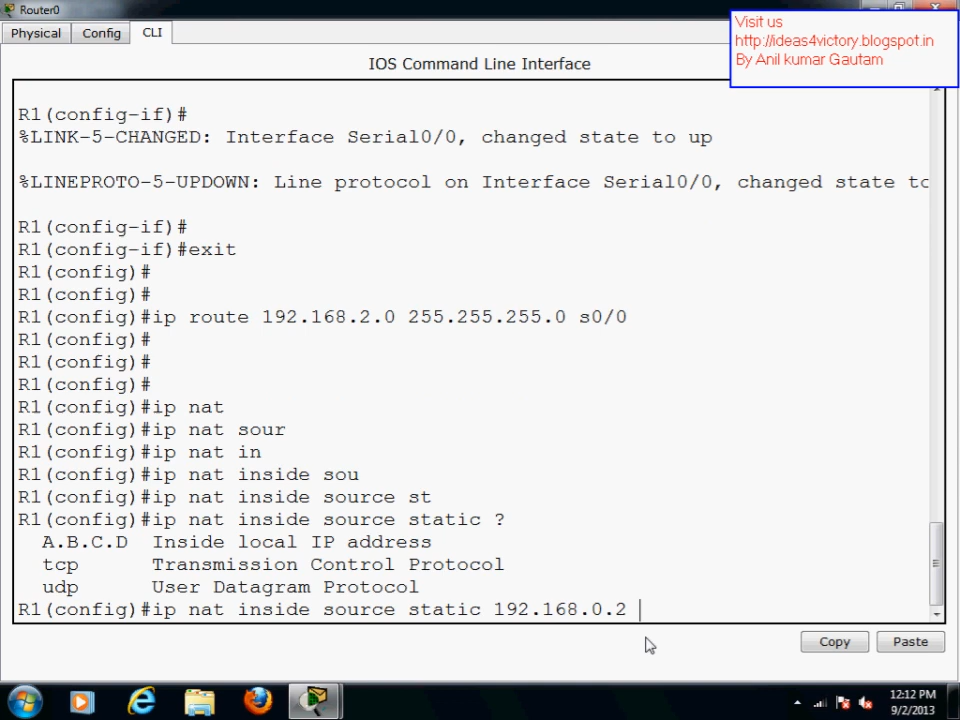 Router0
Visit us
http://ideas4victory.blogspot.in
By Anil kumar Gautam
Physical Config CLI
IOS Command Line Interface
R1(config-if)#
%LINK-5-CHANGED: Interface Serial0/0, changed state to up
%LINEPROTO-5-UPDOWN: Line protocol on Interface Serial0/0, changed state to
R1(config-if)#
R1(config-if)#exit
R1(config)#
R1(config)#
R1(config)#ip route 192.168.2.0 255.255.255.0 s0/0
R1(config)#
R1(config)#
R1(config)#
R1(config)#ip nat
R1(config)#ip nat sour
R1(config)#ip nat in
R1(config)#ip nat inside sou
R1(config)#ip nat inside source st
R1(config)#ip nat inside source static ?
A.B.C.D Inside local IP address
tcp Transmission Control Protocol
udp User Datagram Protocol
R1(config)#ip nat inside source static 192.168.0.2
Copy Paste
12:12 PM
9/2/2013